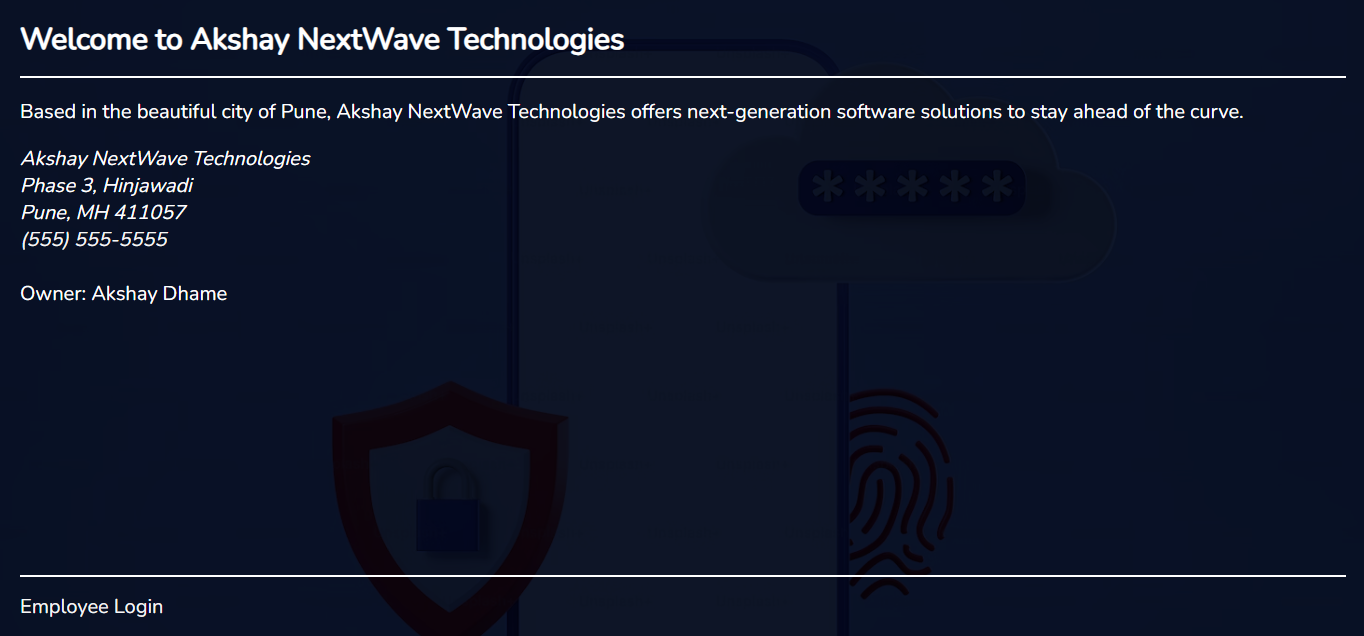 Welcome to Akshay NextWave Technologies
Based in the beautiful city of Pune, Akshay NextWave Technologies offers next-generation software solutions to stay ahead of the curve.
Akshay NextWave Technologies
Phase 3, Hinjawadi
Pune, MH 411057
(555) 555-5555
*****
Owner: Akshay Dhame
Employee Login